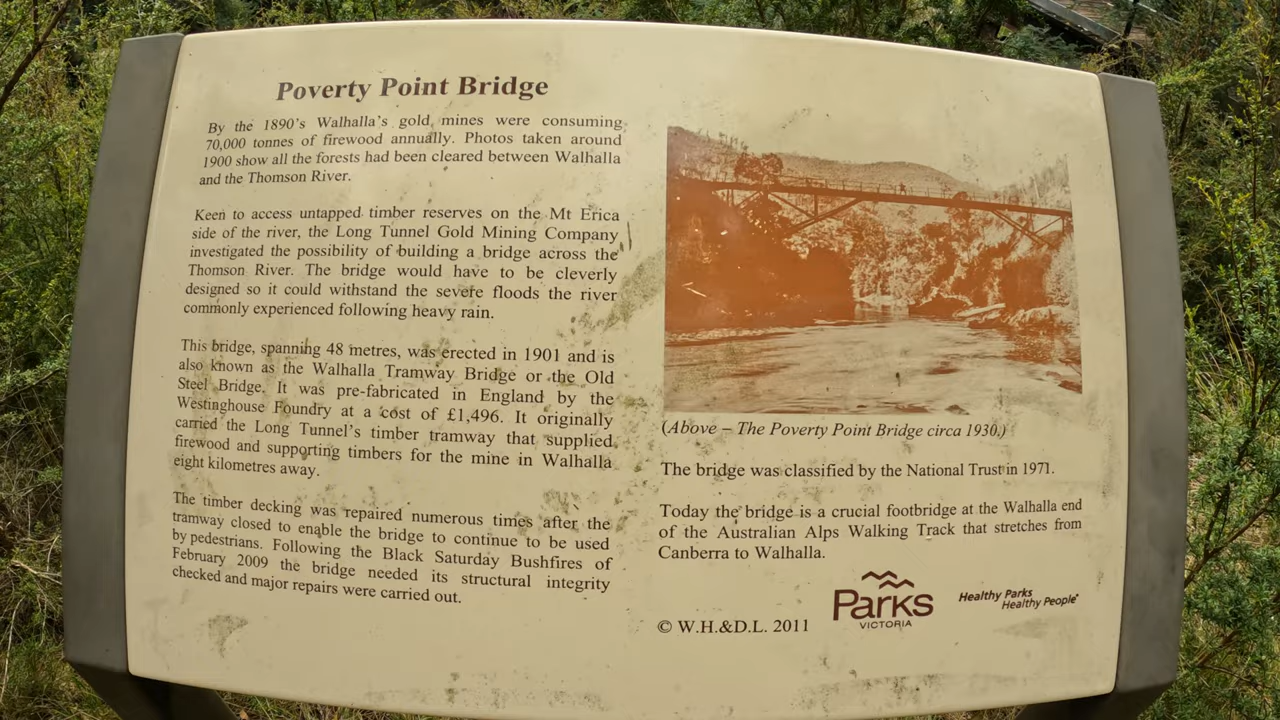 Poverty Point Bridge
By the 1890's Walhalla's gold mines were consuming
70,000 tonnes of firewood annually. Photos taken around
1900 show all the forests had been cleared between Walhalla
and the Thomson River.
Keen to access untapped timber reserves on the Mt Erica
side of the river, the Long Tunnel Gold Mining Company
investigated the possibility of building a bridge across the
Thomson River. The bridge would have to be cleverly
designed so it could withstand the severe floods the river
commonly experienced following heavy rain.
This bridge, spanning 48 metres, was erected in 1901 and is
also known as the Walhalla Tramway Bridge or the Old
Steel Bridge. It was pre-fabricated in England by the
Westinghouse Foundry at a cost of £1,496. It originally
carried the Long Tunnel's timber tramway that supplied
firewood and supporting timbers for the mine in Walhalla
eight kilometres away.
The timber decking was repaired numerous times after the
tramway closed to enable the bridge to continue to be used
by pedestrians. Following the Black Saturday Bushfires of
February 2009 the bridge needed its structural integrity
checked and major repairs were carried out.
(Above – The Poverty Point Bridge circa 1930.)
The bridge was classified by the National Trust in 1971.
Today the bridge is a crucial footbridge at the Walhalla end
of the Australian Alps Walking Track that stretches from
Canberra to Walhalla.
© W.H.&D.L. 2011
Parks
VICTORIA
Healthy Parks
Healthy People